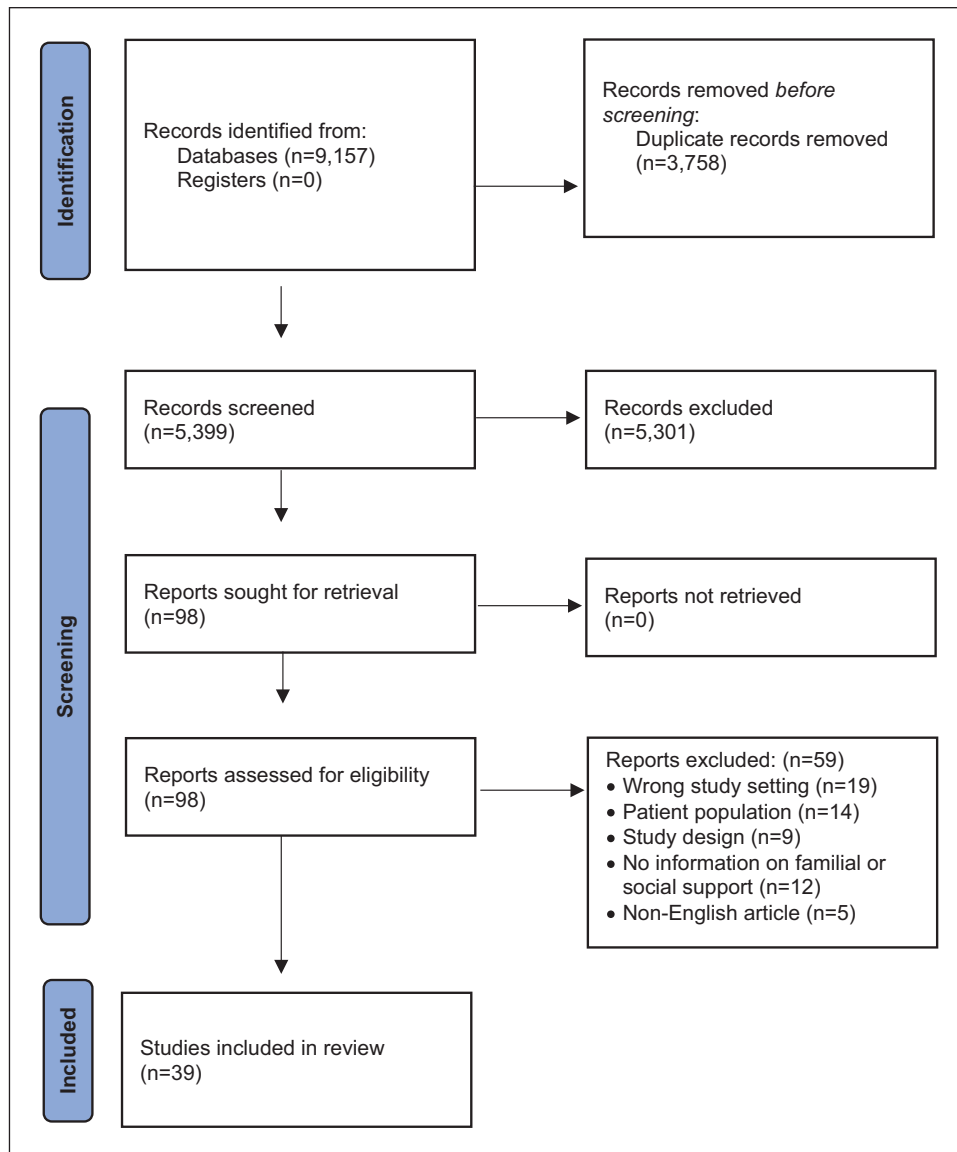 Identification
Records identified from:
Databases (n=9,157)
Registers (n=0)
Records removed before
screening:
Duplicate records removed
(n=3,758)
Screening
Records screened
(n=5,399)
Records excluded
(n=5,301)
Reports sought for retrieval
(n=98)
Reports not retrieved
(n=0)
Reports assessed for eligibility
(n=98)
Reports excluded: (n=59)
• Wrong study setting (n=19)
• Patient population (n=14)
• Study design (n=9)
• No information on familial or
social support (n=12)
• Non-English article (n=5)
Included
Studies included in review
(n=39)